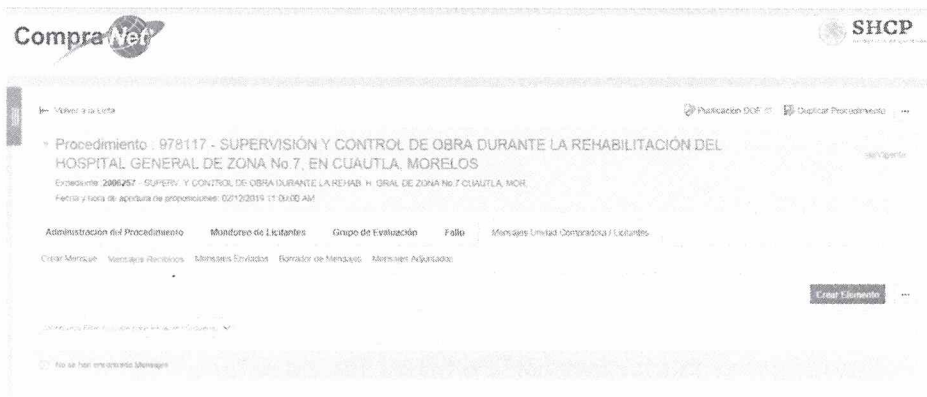 CompraNet
SHCP
Volver a la Lista
Publicación DOF
Duplicar Procedimiento ...
Procedimiento : 978117 - SUPERVISIÓN Y CONTROL DE OBRA DURANTE LA REHABILITACIÓN DEL
HOSPITAL GENERAL DE ZONA No.7, EN CUAUTLA, MORELOS
Expediente: 2006257 - SUPERV. Y CONTROL DE OBRA DURANTE LA REHAB. H. GRAL DE ZONA No.7 CUAUTLA, MOR.
Fecha y hora de apertura de proposiciones: 02/12/2019 11:00:00 AM
Administración del Procedimiento Monitoreo de Licitantes Grupo de Evaluación Fallo Mensajes Unidad Compradora / Licitantes
Crear Mensaje Mensajes Recibidos Mensajes Enviados Borrador de Mensajes Mensajes Adjuntados
Crear Elemento ...
No se han encontrado Mensajes